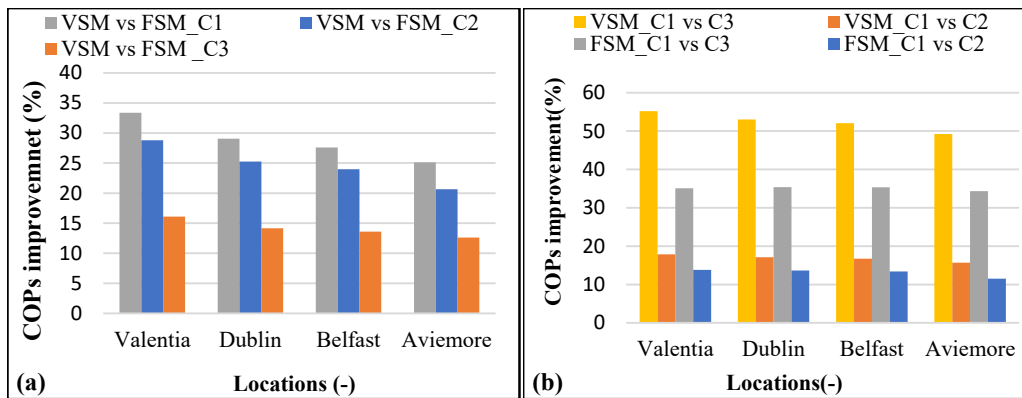 VSM vs FSM_C1
VSM vs FSM_C2
VSM vs FSM_C3
COPs improvemnet (%)
40
35
30
25
20
15
10
5
0
Valentia Dublin Belfast Aviemore
(a)
Locations (-)
VSM_C1 vs C3
VSM_C1 vs C2
FSM_C1 vs C3
FSM_C1 vs C2
COPs improvement(%)
60
50
40
30
20
10
0
Valentia Dublin Belfast Aviemore
(b)
Locations(-)